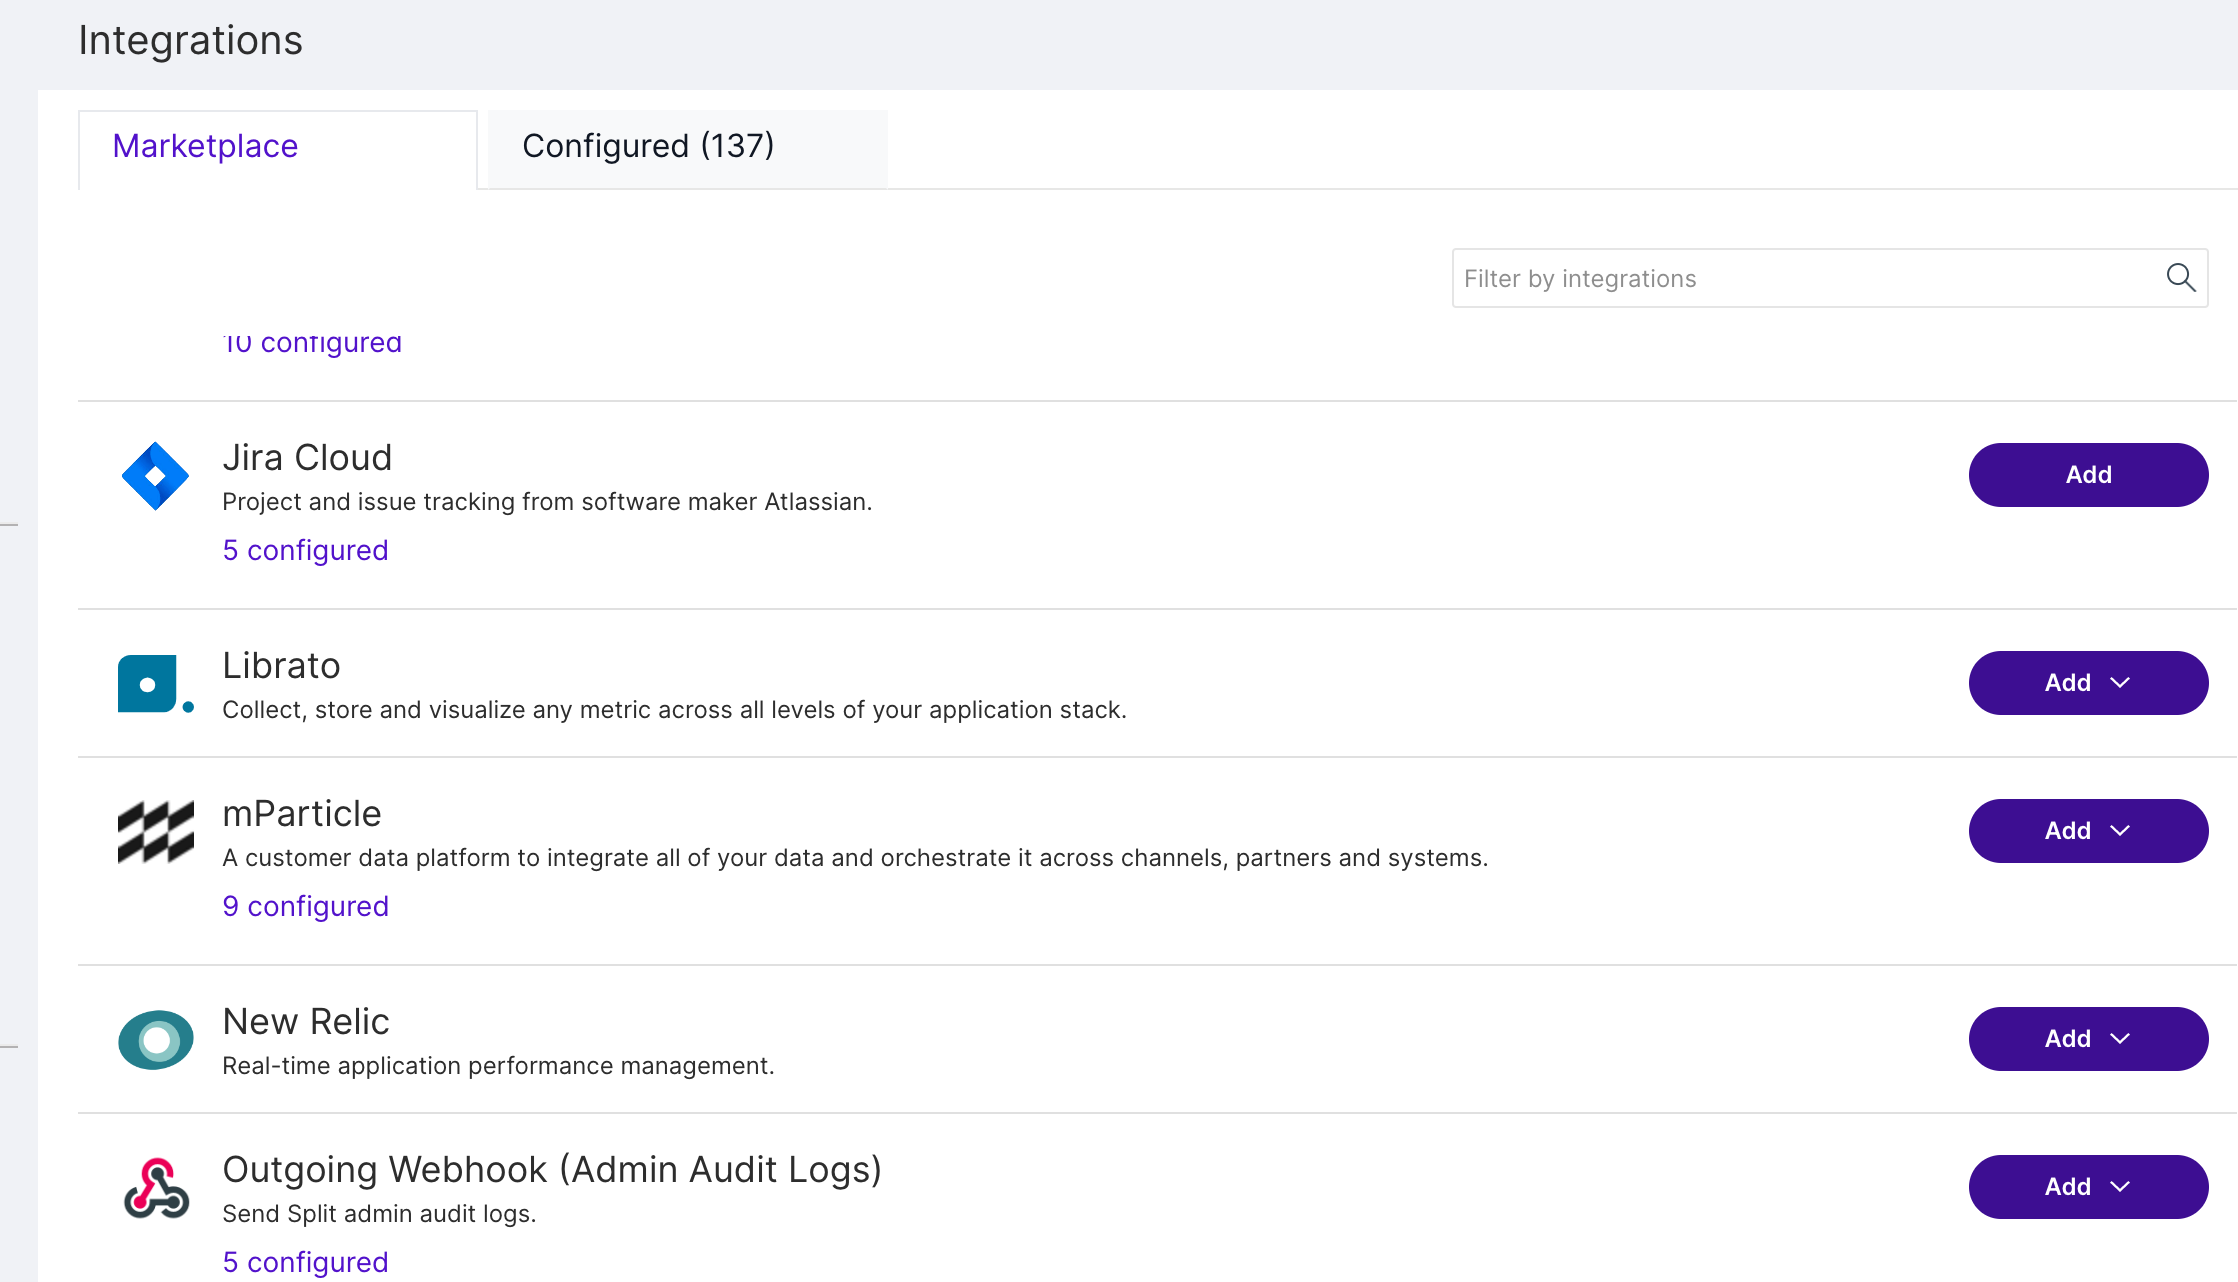 Integrations
Marketplace
Configured (137)
Filter by integrations
10 configured
Jira Cloud
Add
Project and issue tracking from software maker Atlassian.
5 configured
Librato
Add
Collect, store and visualize any metric across all levels of your application stack.
mParticle
Add
A customer data platform to integrate all of your data and orchestrate it across channels, partners and systems.
9 configured
New Relic
Add
Real-time application performance management.
Outgoing Webhook (Admin Audit Logs)
Add
Send Split admin audit logs.
5 configured